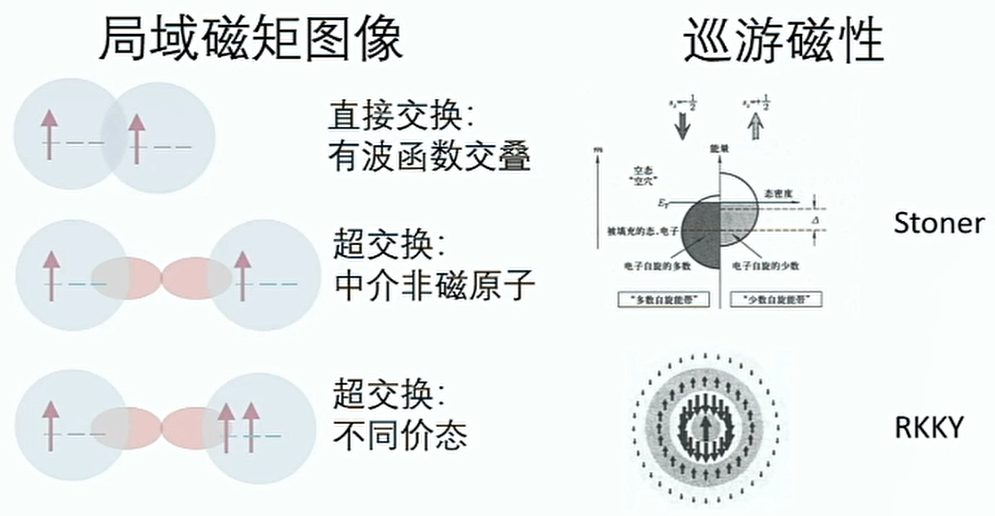 局域磁矩图像
巡游磁性
直接交换：
有波函数交叠
超交换：
中介非磁原子
超交换：
不同价态
s_z=-1/2
s_z=+1/2
m
能量
空态
“空穴”
态密度
E_F
Δ
被填充的态，电子
电子自旋的多数
电子自旋的少数
“多数自旋能带”
“少数自旋能带”
Stoner
RKKY